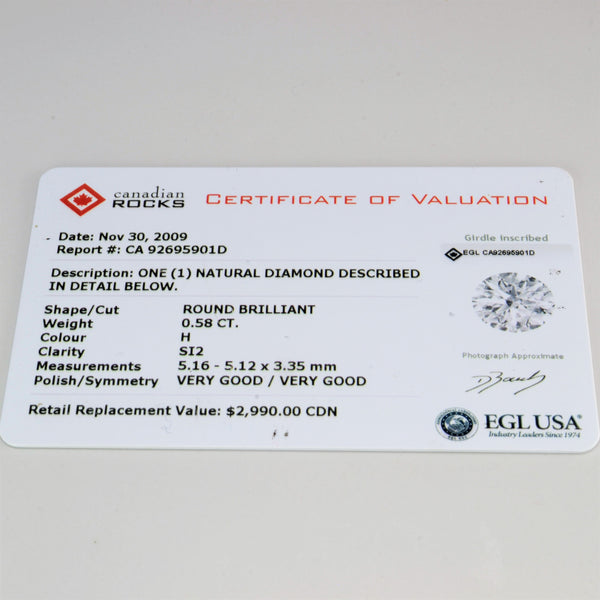 canadian
ROCKS
CERTIFICATE OF VALUATION
Date: Nov 30, 2009
Report #: CA 92695901D
Girdle Inscribed
EGL CA92695901D
Description: ONE (1) NATURAL DIAMOND DESCRIBED
IN DETAIL BELOW.
Shape/Cut ROUND BRILLIANT
Weight 0.58 CT.
Colour H
Clarity SI2
Measurements 5.16 - 5.12 x 3.35 mm
Polish/Symmetry VERY GOOD / VERY GOOD
Photograph Approximate
Retail Replacement Value: $2,990.00 CDN
EGL USA
Industry Leaders Since 1974